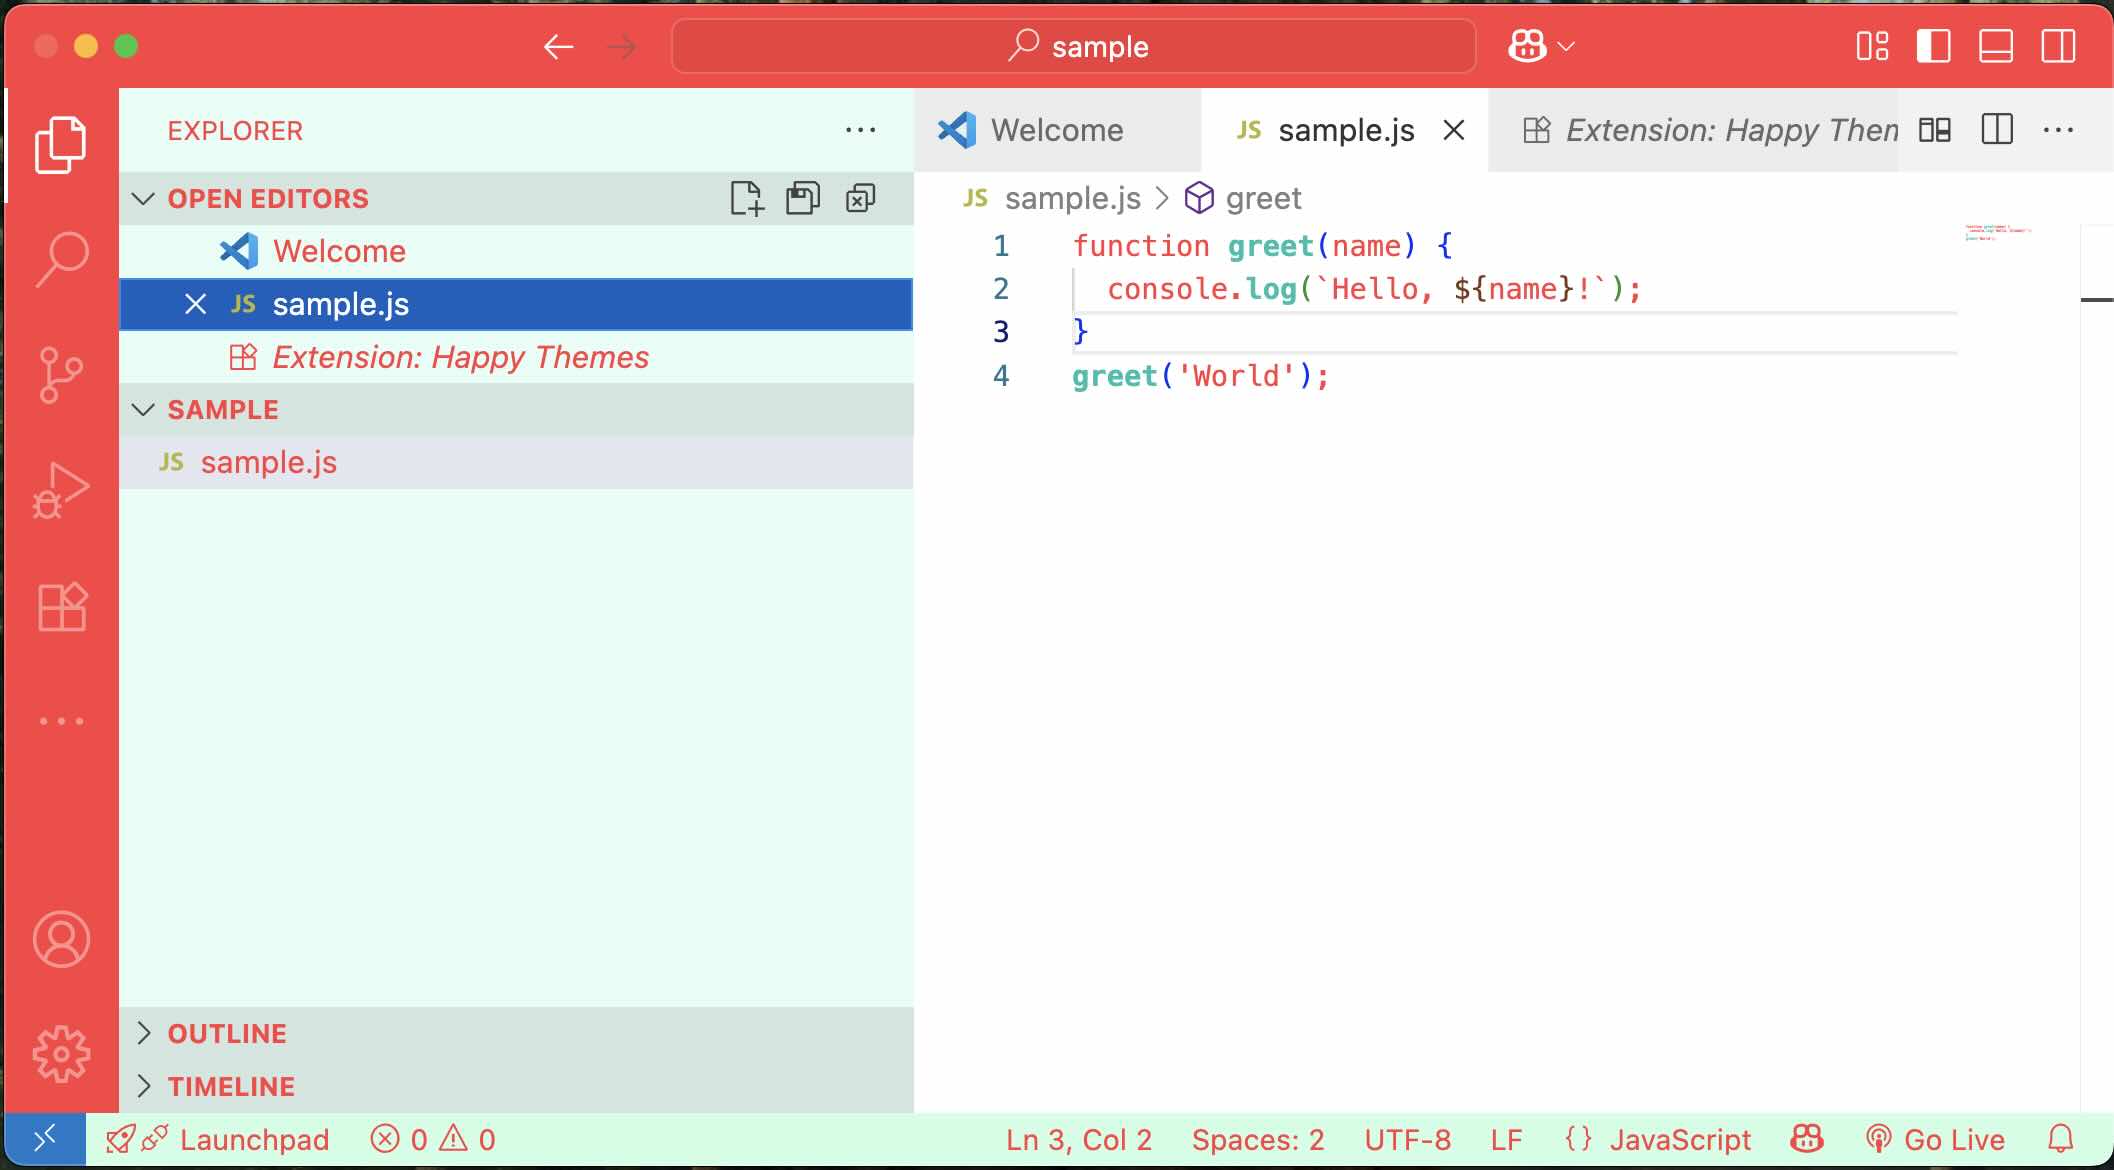 sample
EXPLORER
OPEN EDITORS
Welcome
JS sample.js
Extension: Happy Themes
SAMPLE
JS sample.js
OUTLINE
TIMELINE
Welcome
JS sample.js
Extension: Happy Them
JS sample.js > greet
1 function greet(name) {
2   console.log(`Hello, ${name}!`);
3 }
4 greet('World');
Launchpad 0 0 Ln 3, Col 2 Spaces: 2 UTF-8 LF {} JavaScript Go Live